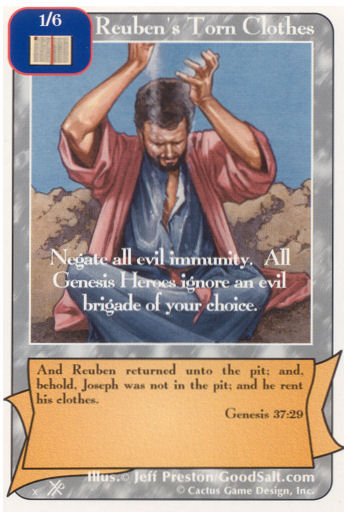 1/6
Reuben's Torn Clothes
Negate all evil immunity. All
Genesis Heroes ignore an evil
brigade of your choice.
And Reuben returned unto the pit; and,
behold, Joseph was not in the pit; and he rent
his clothes.
Genesis 37:29
Illus.© Jeff Preston/GoodSalt.com
© Cactus Game Design, Inc.